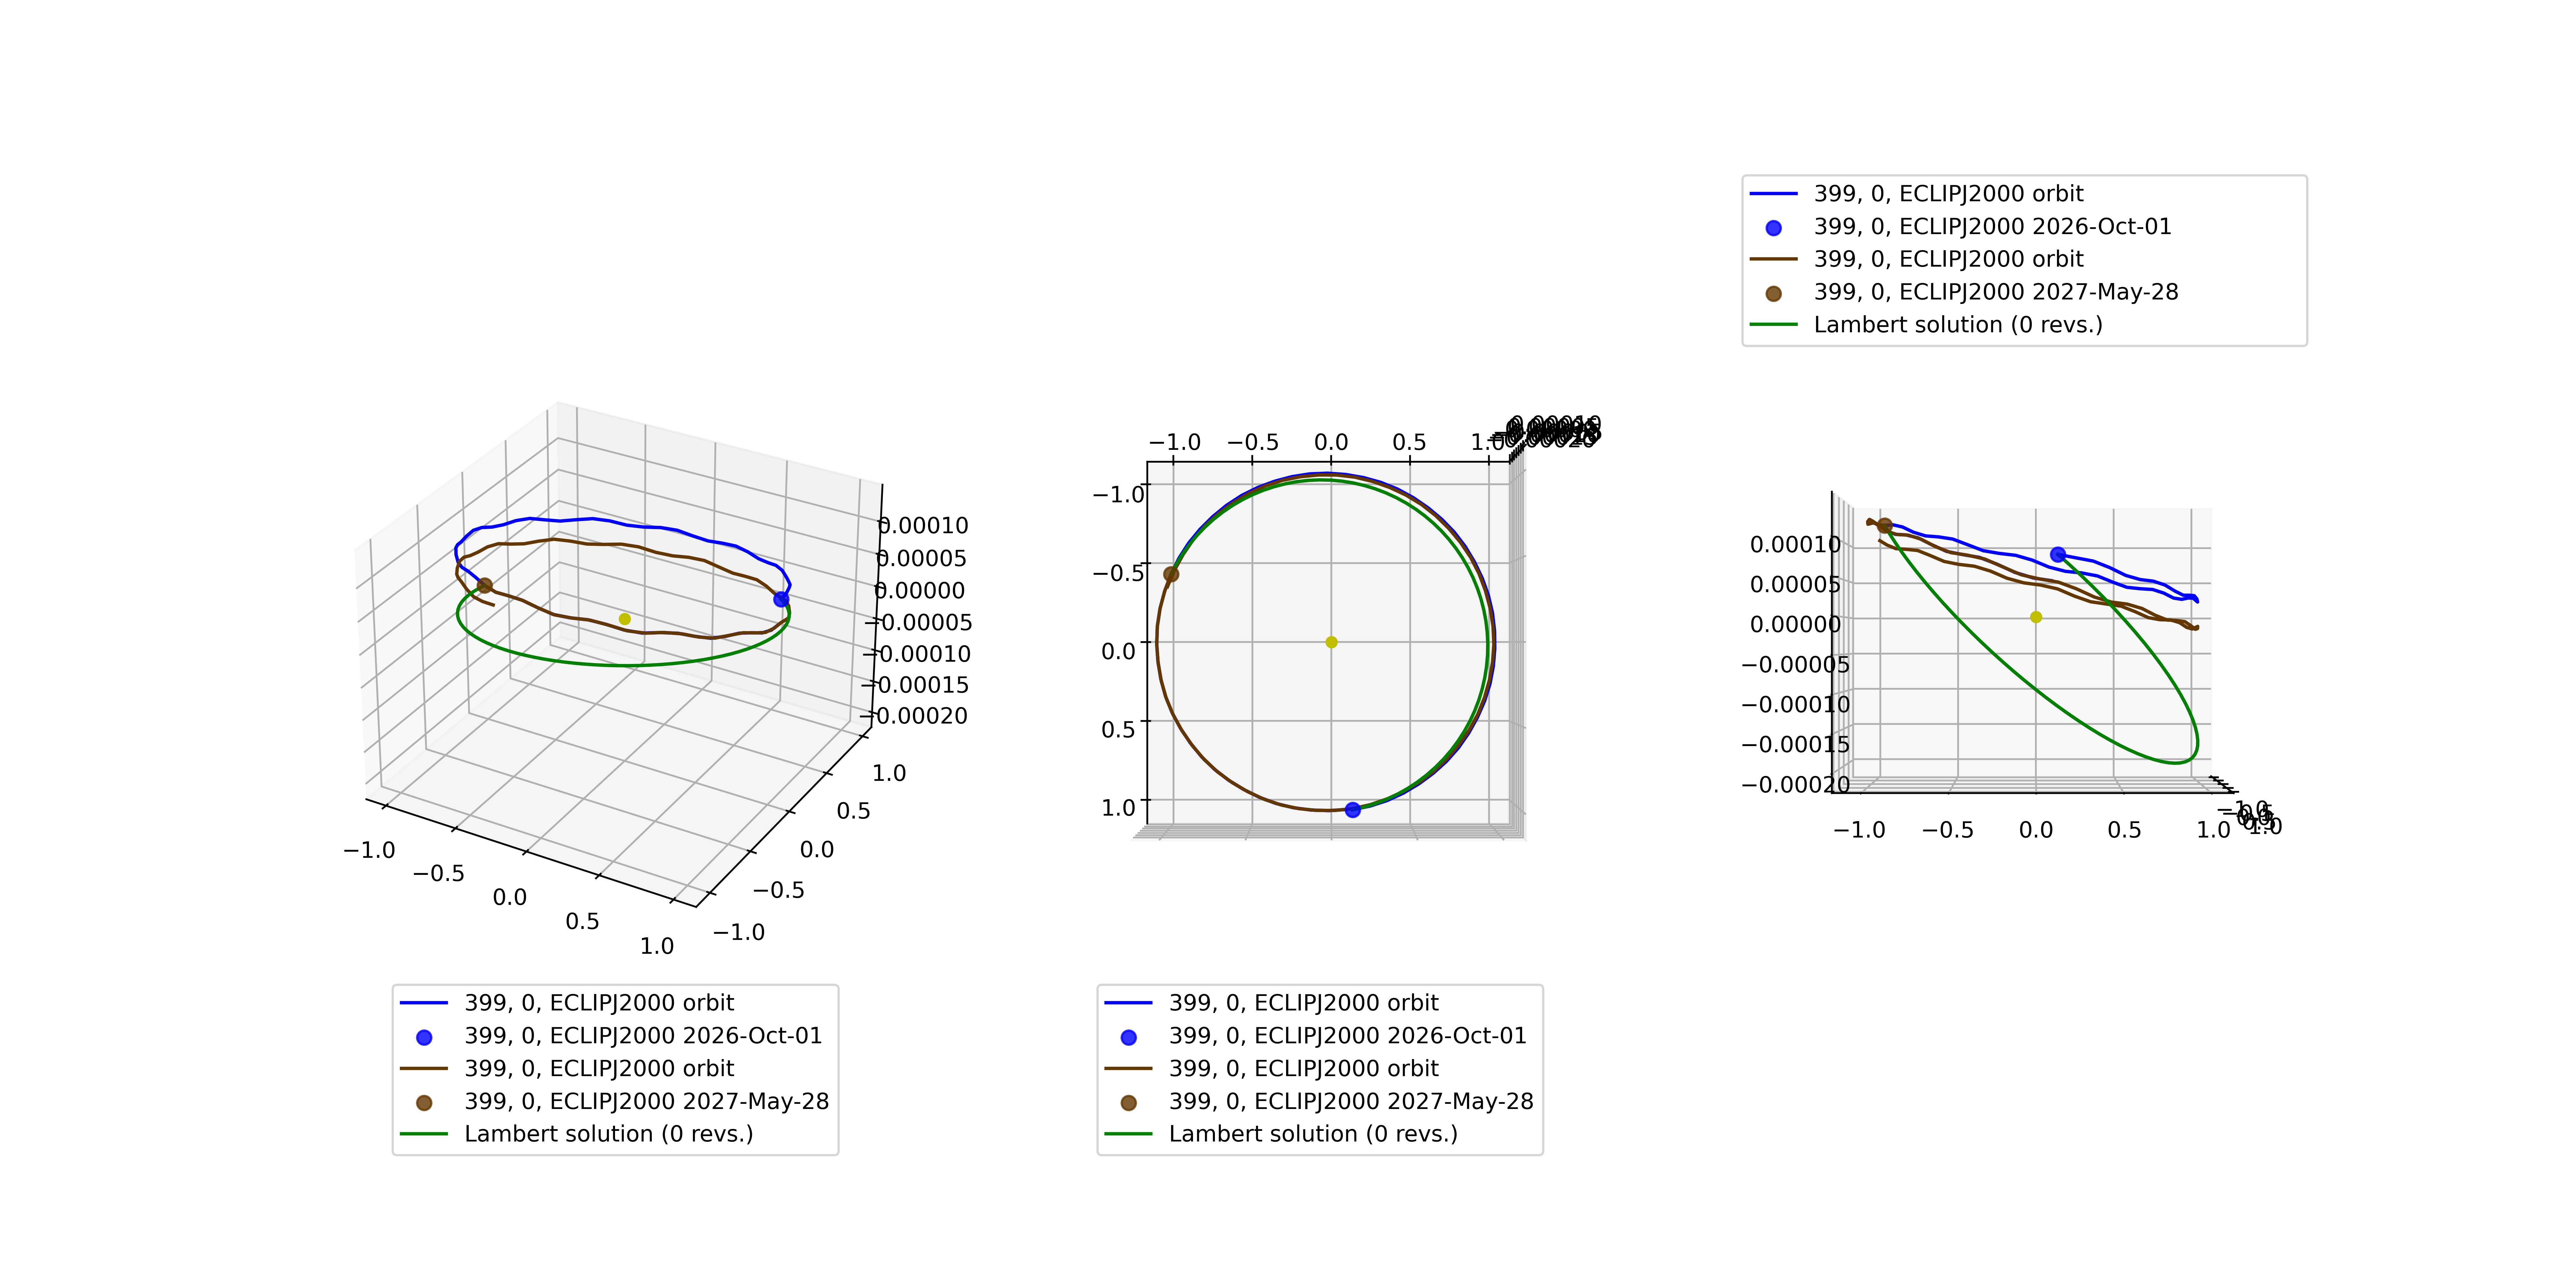 399, 0, ECLIPJ2000 orbit
399, 0, ECLIPJ2000 2026-Oct-01
399, 0, ECLIPJ2000 orbit
399, 0, ECLIPJ2000 2027-May-28
Lambert solution (0 revs.)
0.00010
0.00005
0.00000
−0.00005
−0.00010
−0.00015
−0.00020
1.0
0.5
0.0
−0.5
−1.0
−1.0
−0.5
0.0
0.5
1.0
−1.0 −0.5 0.0 0.5 1.0
−1.0
−0.5
0.0
0.5
1.0
0.00010
0.00005
0.00000
−0.00005
−0.00010
−0.00015
−0.00020
−1.0 −0.5 0.0 0.5 1.0
399, 0, ECLIPJ2000 orbit
399, 0, ECLIPJ2000 2026-Oct-01
399, 0, ECLIPJ2000 orbit
399, 0, ECLIPJ2000 2027-May-28
Lambert solution (0 revs.)
399, 0, ECLIPJ2000 orbit
399, 0, ECLIPJ2000 2026-Oct-01
399, 0, ECLIPJ2000 orbit
399, 0, ECLIPJ2000 2027-May-28
Lambert solution (0 revs.)